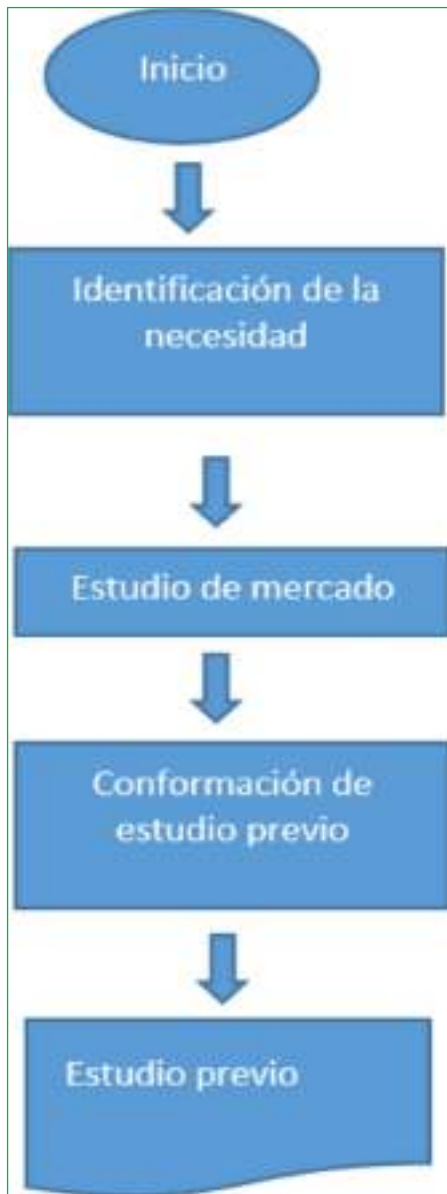 Inicio
Identificación de la
necesidad
Estudio de mercado
Conformación de
estudio previo
Estudio previo